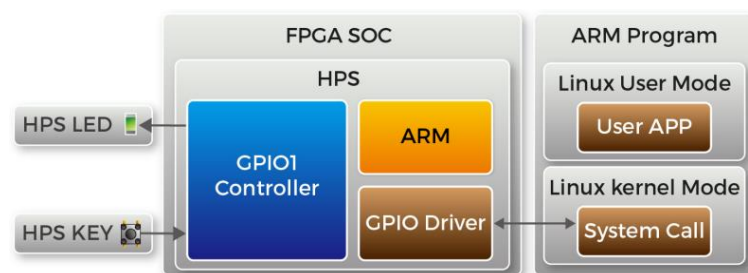 FPGA SOC
HPS
HPS LED
HPS KEY
GPIO1
Controller
ARM
GPIO Driver
ARM Program
Linux User Mode
User APP
Linux kernel Mode
System Call